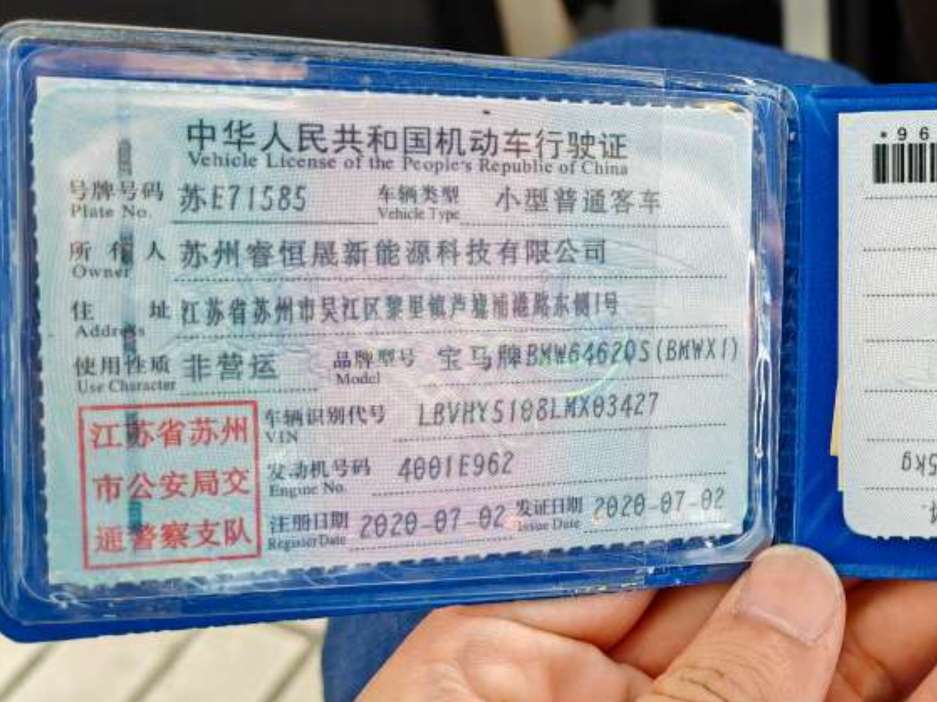 中华人民共和国机动车行驶证
Vehicle License of the People's Republic of China
号牌号码 苏E71585 车辆类型 小型普通客车
Plate No. Vehicle Type
所有人 苏州睿恒晟新能源科技有限公司
Owner
住址 江苏省苏州市吴江区黎里镇芦墟浦港路东侧1号
Address
使用性质 非营运 品牌型号 宝马牌BMW6462QS(BMWX1)
Use Character Model
江苏省苏州
市公安局交
通警察支队
车辆识别代号 LBVHY5108LMX03427
VIN
发动机号码 4001E962
Engine No.
注册日期 2020-07-02 发证日期 2020-07-02
Register Date Issue Date
*96
5kg